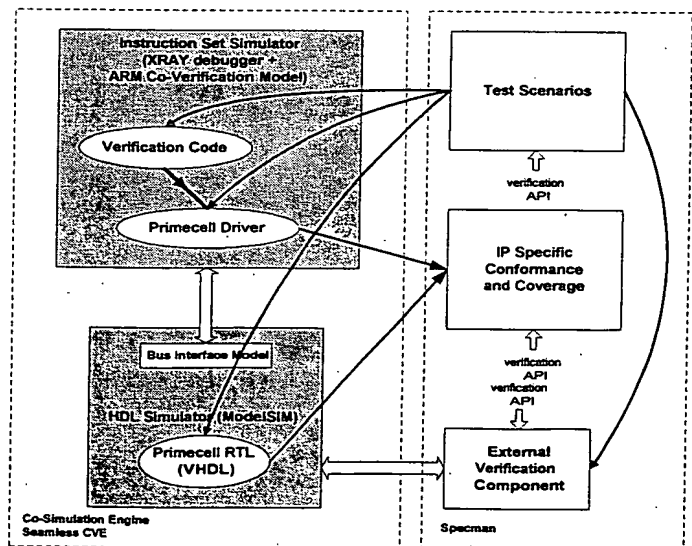 Instruction Set Simulator
(XRAY debugger +
ARM Co-Verification Model)
Verification Code
Primecell Driver
Bus Interface Model
HDL Simulator (ModelSIM)
Primecell RTL
(VHDL)
Co-Simulation Engine
Seamless CVE
Test Scenarios
verification
API
IP Specific
Conformance
and Coverage
verification
API
verification
API
External
Verification
Component
Specman